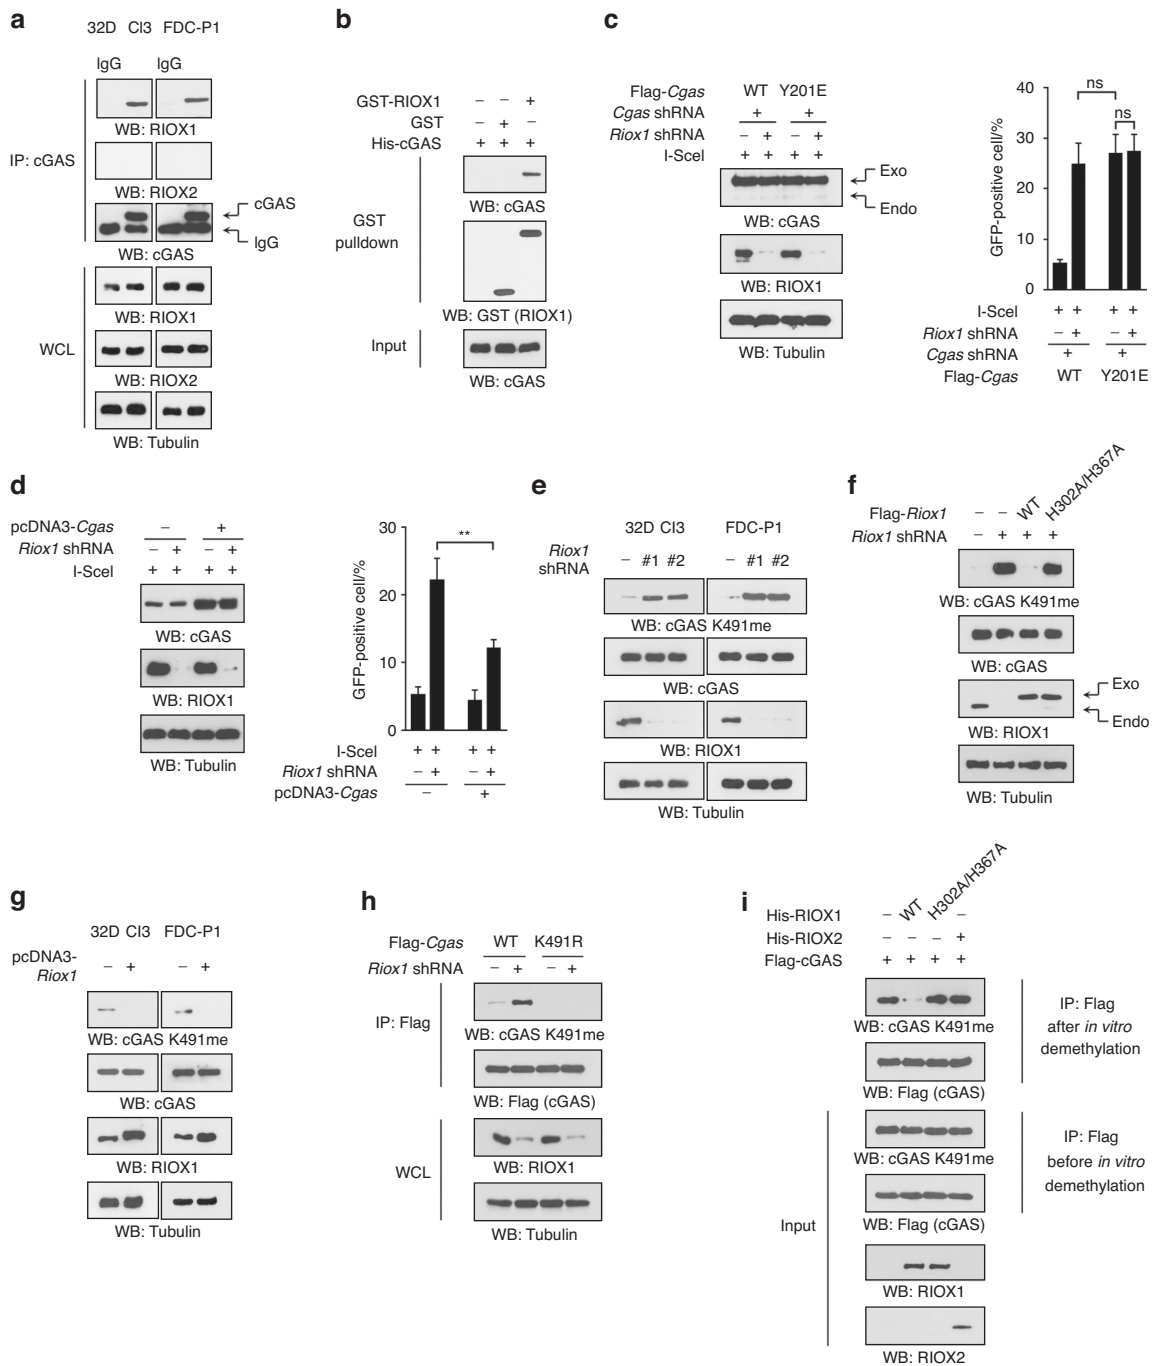 a
32D Cl3 FDC-P1
IgG IgG
WB: RIOX1
IP: cGAS
WB: RIOX2
cGAS
IgG
WB: cGAS
WB: RIOX1
WCL
WB: RIOX2
WB: Tubulin
b
GST-RIOX1 – – +
GST – + –
His-cGAS + + +
WB: cGAS
GST
pulldown
WB: GST (RIOX1)
Input
WB: cGAS
c
Flag-Cgas WT Y201E
Cgas shRNA + +
Riox1 shRNA – + – +
I-SceI + + + +
Exo
Endo
WB: cGAS
WB: RIOX1
WB: Tubulin
GFP-positive cell/%
40
30
20
10
0
ns
ns
I-SceI + + + +
Riox1 shRNA – + – +
Cgas shRNA + +
Flag-Cgas WT Y201E
d
pcDNA3-Cgas – +
Riox1 shRNA – + – +
I-SceI + + + +
WB: cGAS
WB: RIOX1
WB: Tubulin
GFP-positive cell/%
30
20
10
0
**
I-SceI + + + +
Riox1 shRNA – + – +
pcDNA3-Cgas – +
e
32D Cl3 FDC-P1
Riox1
shRNA – #1 #2 – #1 #2
WB: cGAS K491me
WB: cGAS
WB: RIOX1
WB: Tubulin
f
Flag-Riox1 – – WT H302A/H367A
Riox1 shRNA – + + +
WB: cGAS K491me
WB: cGAS
Exo
Endo
WB: RIOX1
WB: Tubulin
g
32D Cl3 FDC-P1
pcDNA3-
Riox1 – + – +
WB: cGAS K491me
WB: cGAS
WB: RIOX1
WB: Tubulin
h
Flag-Cgas WT K491R
Riox1 shRNA – + – +
IP: Flag
WB: cGAS K491me
WB: Flag (cGAS)
WCL
WB: RIOX1
WB: Tubulin
i
His-RIOX1 – WT H302A/H367A –
His-RIOX2 – – – +
Flag-cGAS + + + +
WB: cGAS K491me
WB: Flag (cGAS)
IP: Flag
after in vitro
demethylation
WB: cGAS K491me
WB: Flag (cGAS)
IP: Flag
before in vitro
demethylation
Input
WB: RIOX1
WB: RIOX2